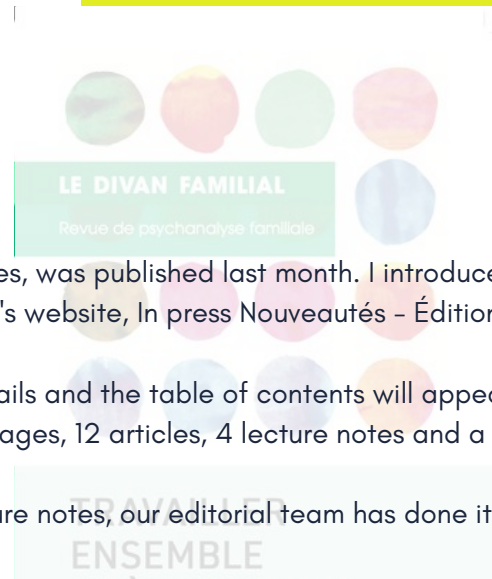 LE DIVAN FAMILIAL
Revue de psychanalyse familiale
es, was published last month. I introduce
's website, In press Nouveautés – Édition
ails and the table of contents will appea
ages, 12 articles, 4 lecture notes and a
TRAVAILLER
are notes, our editorial team has done it
ENSEMBLE